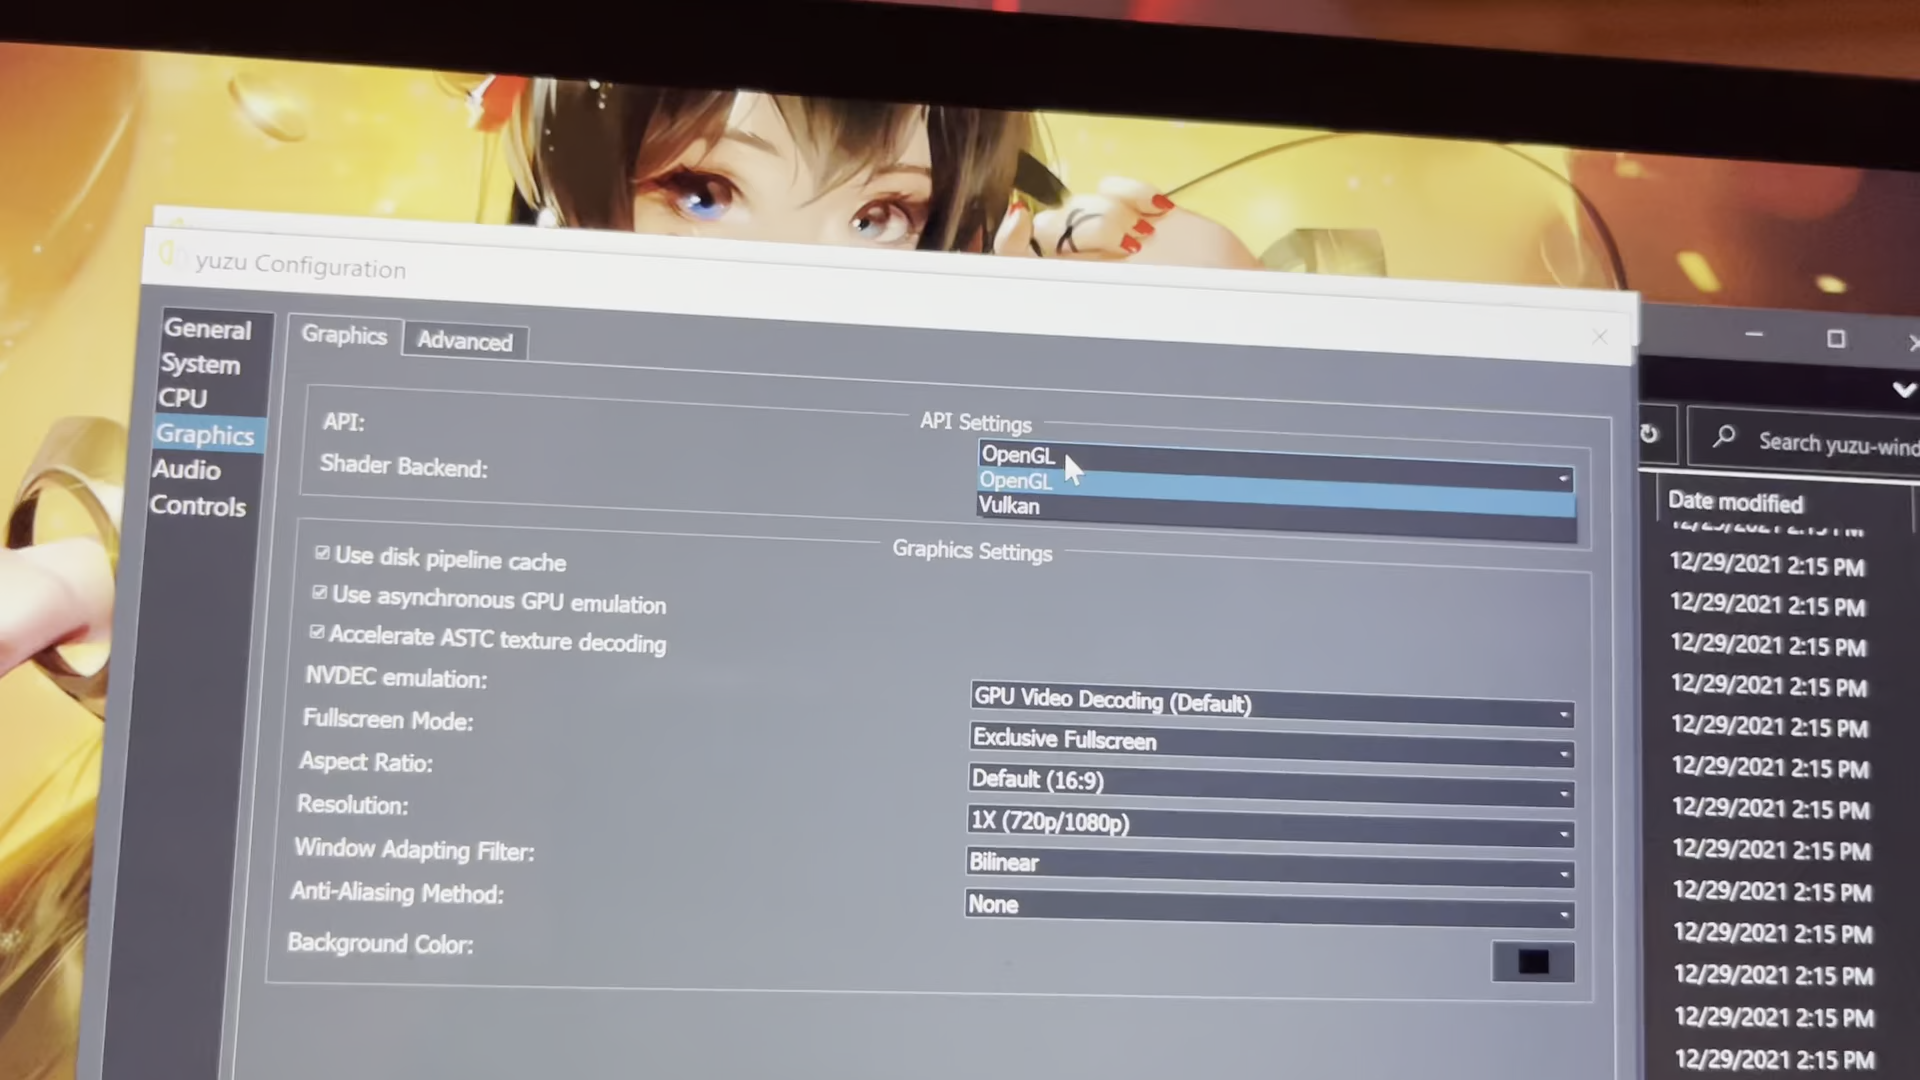 yuzu Configuration
General
System
CPU
Graphics
Audio
Controls
Graphics
Advanced
API Settings
API:
OpenGL
OpenGL
Vulkan
Shader Backend:
Graphics Settings
Use disk pipeline cache
Use asynchronous GPU emulation
Accelerate ASTC texture decoding
NVDEC emulation:
GPU Video Decoding (Default)
Fullscreen Mode:
Exclusive Fullscreen
Aspect Ratio:
Default (16:9)
Resolution:
1X (720p/1080p)
Window Adapting Filter:
Bilinear
Anti-Aliasing Method:
None
Background Color:
Search yuzu-wind
Date modified
12/29/2021 2:15 PM
12/29/2021 2:15 PM
12/29/2021 2:15 PM
12/29/2021 2:15 PM
12/29/2021 2:15 PM
12/29/2021 2:15 PM
12/29/2021 2:15 PM
12/29/2021 2:15 PM
12/29/2021 2:15 PM
12/29/2021 2:15 PM
12/29/2021 2:15 PM
12/29/2021 2:15 PM
12/29/2021 2:15 PM